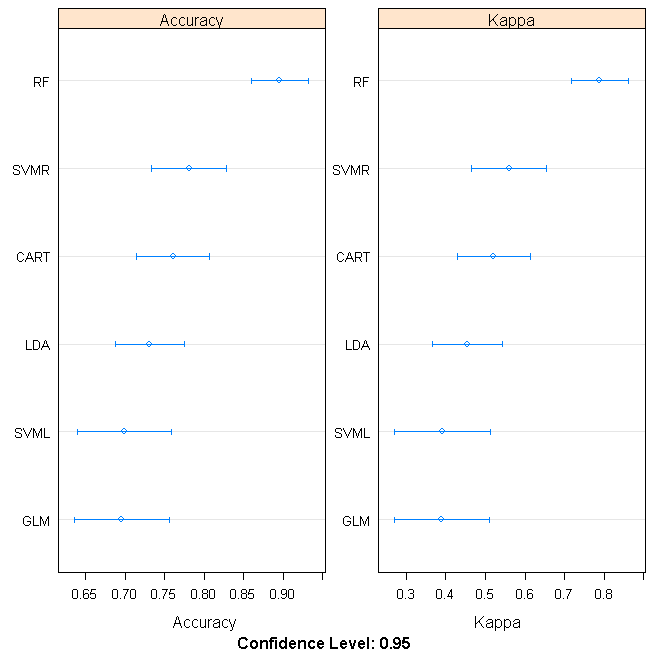 Accuracy
Kappa
RF
SVMR
CART
LDA
SVML
GLM
RF
SVMR
CART
LDA
SVML
GLM
0.65 0.70 0.75 0.80 0.85 0.90
0.3 0.4 0.5 0.6 0.7 0.8
Accuracy
Kappa
Confidence Level: 0.95